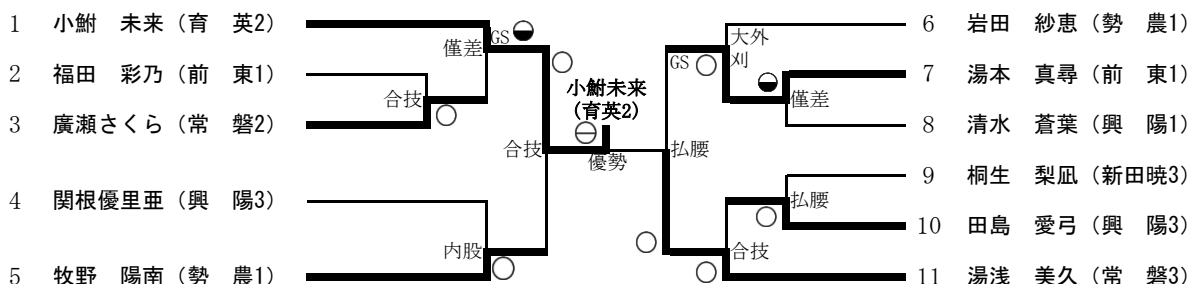 1 小鮒 未来 (育 英2)
2 福田 彩乃 (前 東1)
3 廣瀬さくら (常 磐2)
4 関根優里亜 (興 陽3)
5 牧野 陽南 (勢 農1)
僅差
GS
合技
内股
合技
小鮒未来
(育英2)
優勢
払腰
GS
大外
刈
僅差
払腰
合技
6 岩田 紗恵 (勢 農1)
7 湯本 真尋 (前 東1)
8 清水 蒼葉 (興 陽1)
9 桐生 梨凪 (新田暁3)
10 田島 愛弓 (興 陽3)
11 湯浅 美久 (常 磐3)